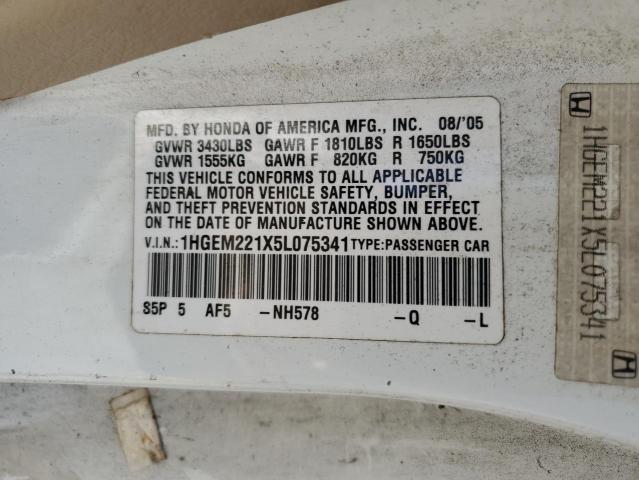 MFD. BY HONDA OF AMERICA MFG., INC. 08/'05
GVWR 3430LBS GAWR F 1810LBS R 1650LBS
GVWR 1555KG GAWR F 820KG R 750KG
THIS VEHICLE CONFORMS TO ALL APPLICABLE
FEDERAL MOTOR VEHICLE SAFETY, BUMPER,
AND THEFT PREVENTION STANDARDS IN EFFECT
ON THE DATE OF MANUFACTURE SHOWN ABOVE.
V.I.N.: 1HGEM221X5L075341 TYPE:PASSENGER CAR
S5P 5 AF5 -NH578 -Q -L
1HGEM221X5L075341